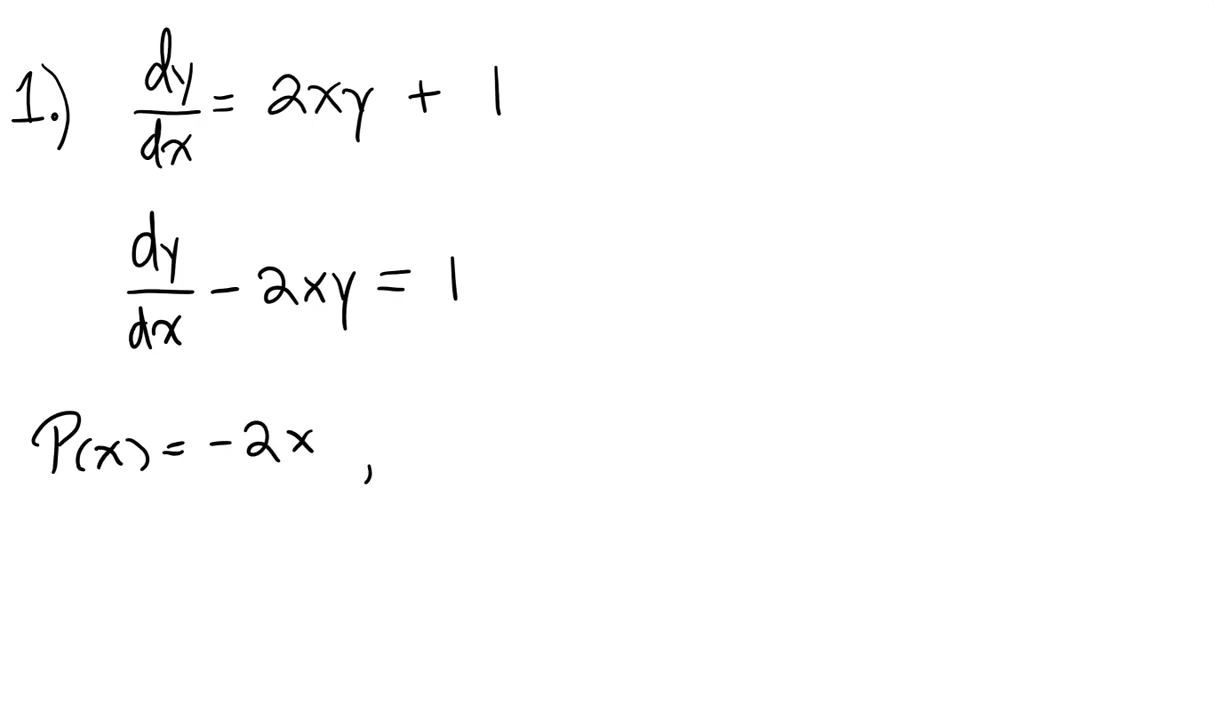 1.) dy/dx = 2xy + 1
dy/dx - 2xy = 1
P(x) = -2x ,